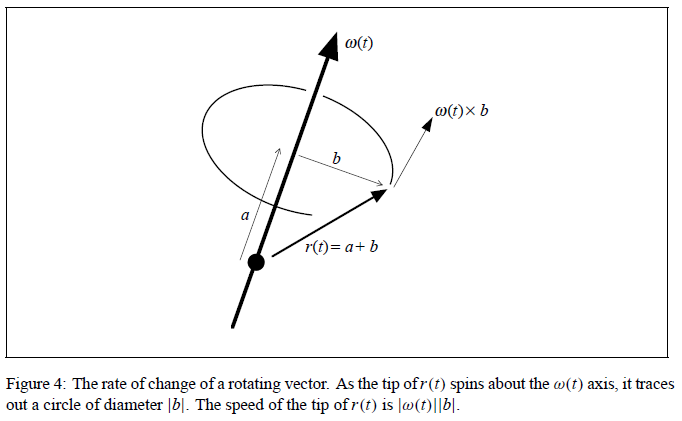 ω(t)
ω(t)× b
b
a
r(t)= a+ b
Figure 4: The rate of change of a rotating vector. As the tip of r(t) spins about the ω(t) axis, it traces
out a circle of diameter |b|. The speed of the tip of r(t) is |ω(t)||b|.